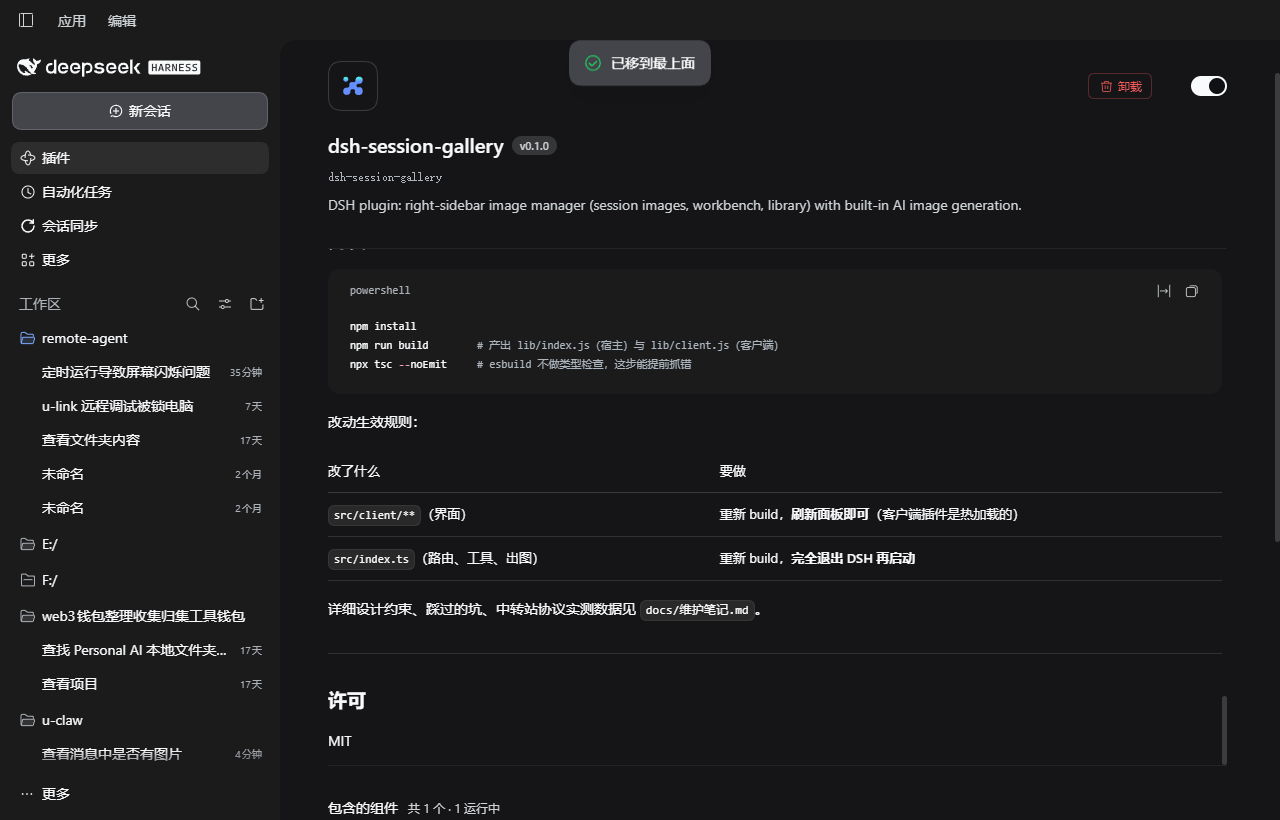 应用 编辑
deepseek HARNESS
新会话
插件
自动化任务
会话同步
更多
工作区
remote-agent
定时运行导致屏幕闪烁问题 35分钟
u-link 远程调试被锁电脑 7天
查看文件夹内容 17天
未命名 2个月
未命名 2个月
E:/
F:/
web3钱包整理收集归集工具钱包
查找 Personal AI 本地文件夹... 17天
查看项目 17天
u-claw
查看消息中是否有图片 4分钟
更多
已移到最上面
卸载
dsh-session-gallery v0.1.0
dsh-session-gallery
DSH plugin: right-sidebar image manager (session images, workbench, library) with built-in AI image generation.
powershell
npm install
npm run build # 产出 lib/index.js（宿主）与 lib/client.js（客户端）
npx tsc --noEmit # esbuild 不做类型检查，这步能提前抓错
改动生效规则：
改了什么 要做
src/client/** （界面） 重新 build，刷新面板即可（客户端插件是热加载的）
src/index.ts （路由、工具、出图） 重新 build，完全退出 DSH 再启动
详细设计约束、踩过的坑、中转站协议实测数据见 docs/维护笔记.md 。
许可
MIT
包含的组件 共 1 个 · 1 运行中